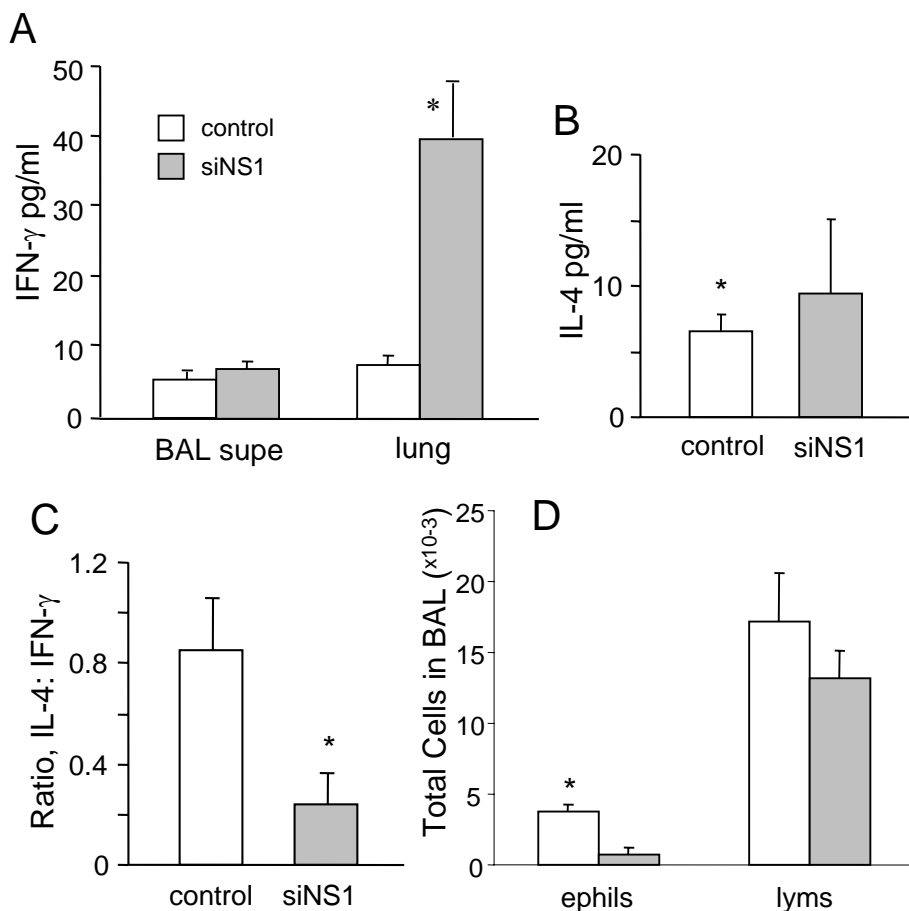 A
IFN-γ pg/ml
50
40
30
20
10
0
control
siNS1
*
BAL supe
lung
B
IL-4 pg/ml
20
10
0
*
control
siNS1
C
Ratio, IL-4: IFN-γ
1.2
0.8
0.4
0
*
control
siNS1
D
Total Cells in BAL (x10-3)
25
20
15
10
5
0
*
ephils
lyms